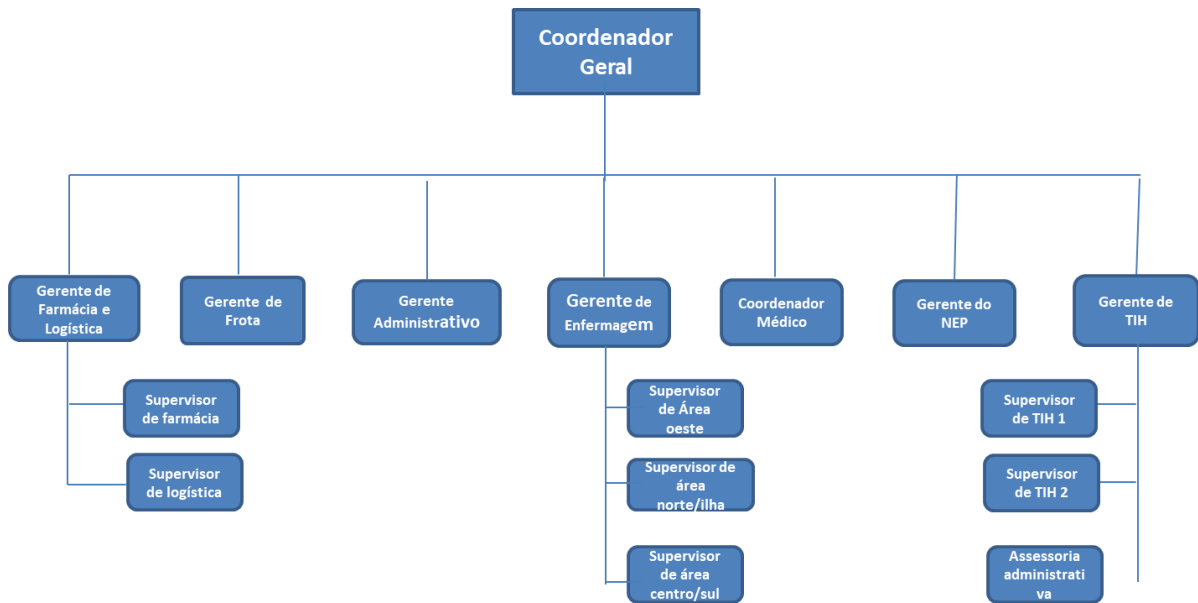 Coordenador
Geral
Gerente de
Farmácia e
Logística
Gerente de
Frota
Gerente
Administrativo
Gerente de
Enfermagem
Coordenador
Médico
Gerente do
NEP
Gerente de
TIH
Supervisor
de farmácia
Supervisor
de logística
Supervisor
de Área
oeste
Supervisor de
área
norte/ilha
Supervisor
de área
centro/sul
Supervisor
de TIH 1
Supervisor
de TIH 2
Assessoria
administrati
va